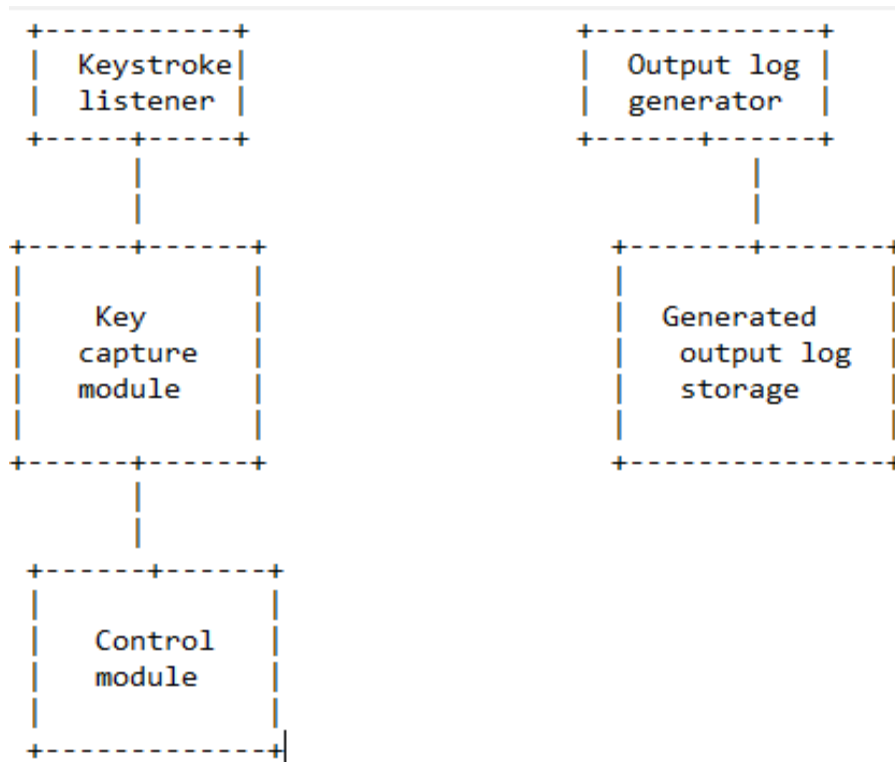 Keystroke
listener
Output log
generator
Key
capture
module
Generated
output log
storage
Control
module